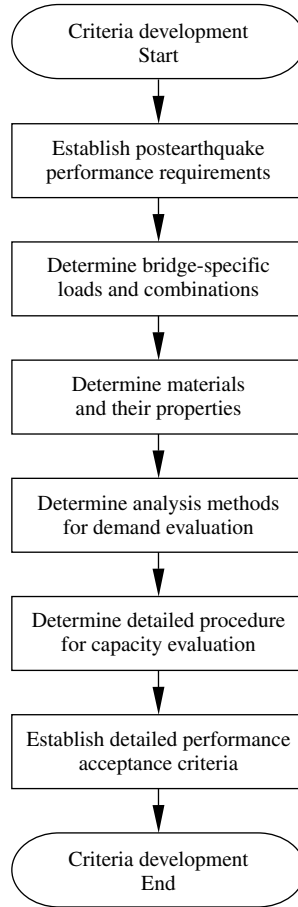 Criteria development
Start
Establish postearthquake
performance requirements
Determine bridge-specific
loads and combinations
Determine materials
and their properties
Determine analysis methods
for demand evaluation
Determine detailed procedure
for capacity evaluation
Establish detailed performance
acceptance criteria
Criteria development
End